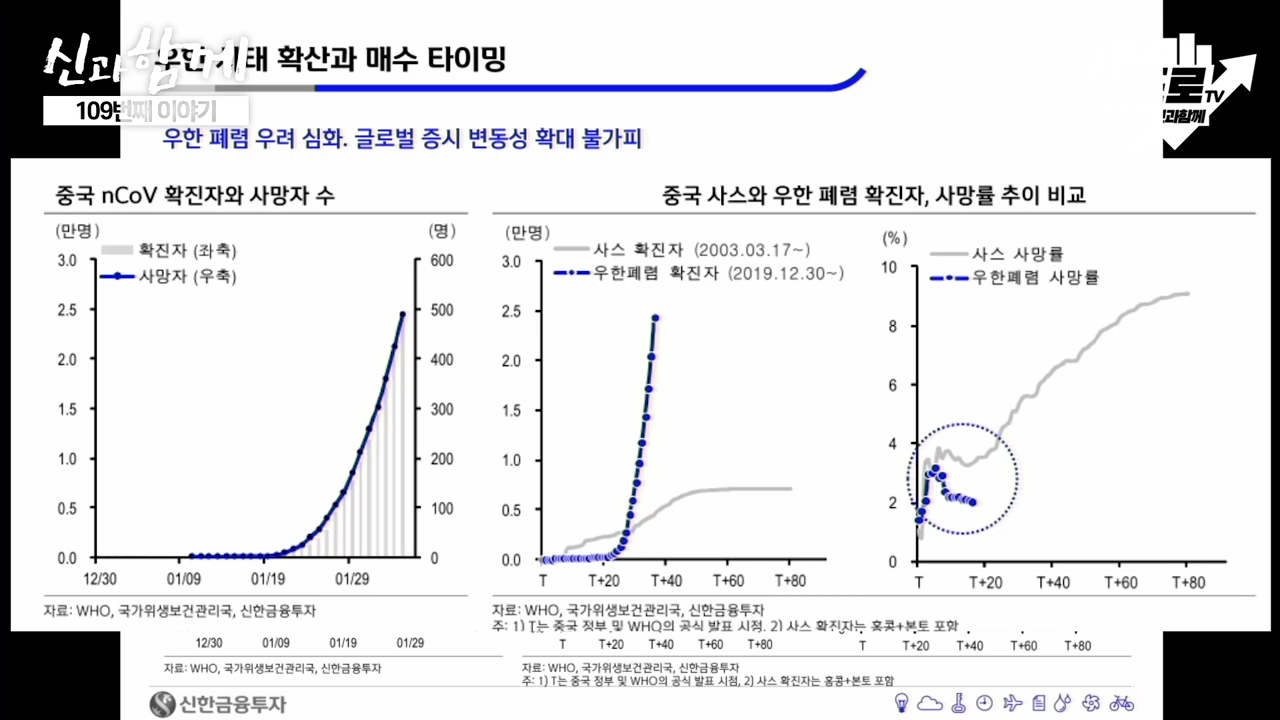 신과함께
109번째 이야기
우한 사태 확산과 매수 타이밍
로TV
신과함께
우한 폐렴 우려 심화. 글로벌 증시 변동성 확대 불가피
중국 nCoV 확진자와 사망자 수
(만명)
(명)
확진자 (좌축)
사망자 (우축)
3.0
2.5
2.0
1.5
1.0
0.5
0.0
600
500
400
300
200
100
0
12/30 01/09 01/19 01/29
자료: WHO, 국가위생보건관리국, 신한금융투자
중국 사스와 우한 폐렴 확진자, 사망률 추이 비교
(만명)
사스 확진자 (2003.03.17~)
우한폐렴 확진자 (2019.12.30~)
3.0
2.5
2.0
1.5
1.0
0.5
0.0
T T+20 T+40 T+60 T+80
(%)
사스 사망률
우한폐렴 사망률
10
8
6
4
2
0
T T+20 T+40 T+60 T+80
자료: WHO, 국가위생보건관리국, 신한금융투자
주: 1) T는 중국 정부 및 WHO의 공식 발표 시점, 2) 사스 확진자는 홍콩+본토 포함
12/30 01/09 01/19 01/29
T T+20 T+40 T+60 T+80
T T+20 T+40 T+60 T+80
자료: WHO, 국가위생보건관리국, 신한금융투자
자료: WHO, 국가위생보건관리국, 신한금융투자
주: 1) T는 중국 정부 및 WHO의 공식 발표 시점, 2) 사스 확진자는 홍콩+본토 포함
신한금융투자